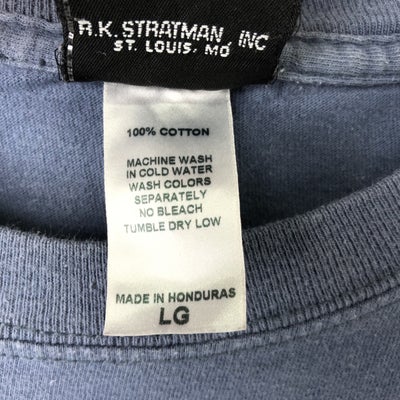 R.K. STRATMAN, INC
ST. LOUIS, MO
100% COTTON
MACHINE WASH
IN COLD WATER
WASH COLORS
SEPARATELY
NO BLEACH
TUMBLE DRY LOW
MADE IN HONDURAS
LG